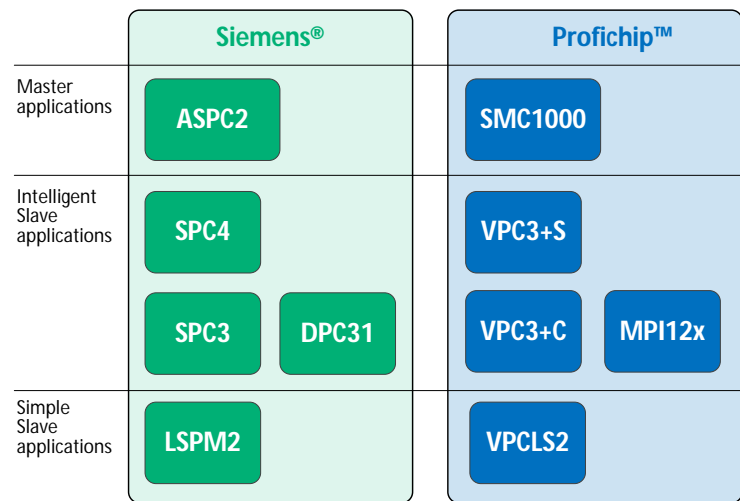 Siemens® Profichip™
Master
applications
ASPC2 SMC1000
Intelligent
Slave
applications
SPC4 VPC3+S
SPC3 DPC31 VPC3+C MPI12x
Simple
Slave
applications
LSPM2 VPCLS2